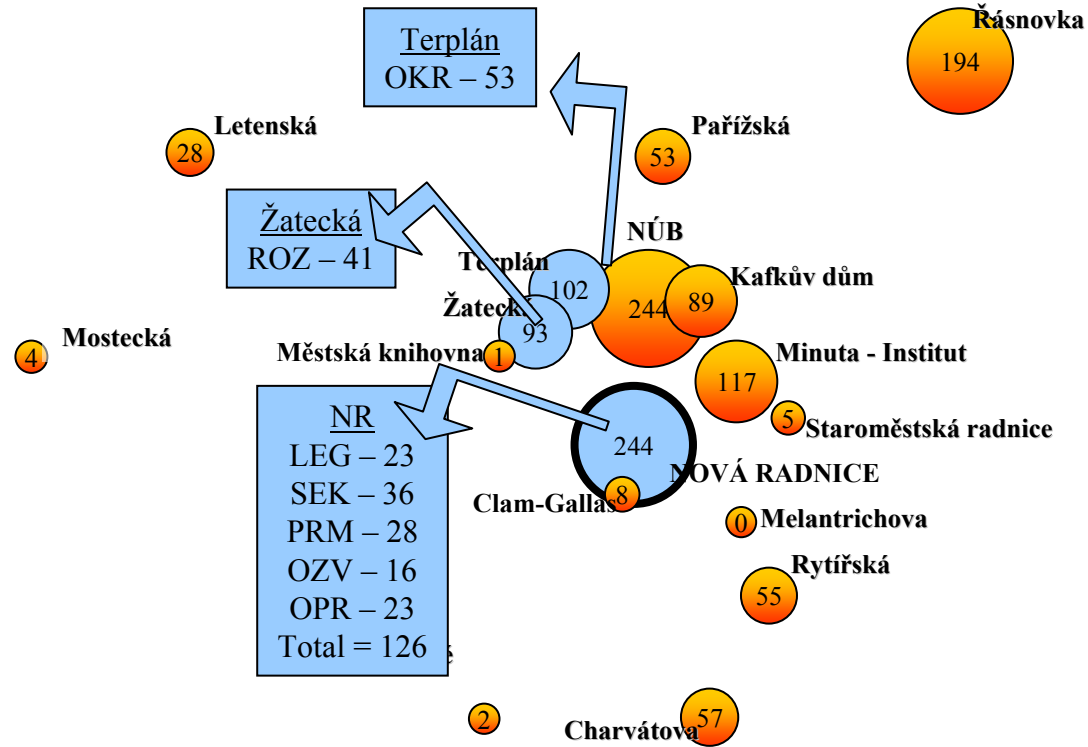 Řásnovka
194
Terplán
OKR – 53
Letenská
28
Pařížská
53
Žatecká
ROZ – 41
NÚB
244
Terplán
102
Kafkův dům
89
93
Mostecká
4
Městská knihovna
1
Minuta - Institut
117
5
Staroměstská radnice
NR
LEG – 23
SEK – 36
PRM – 28
OZV – 16
OPR – 23
Total = 126
244
NOVÁ RADNICE
Clam-Gallas
8
0
Melantrichova
Rytířská
55
2
Charvátova
57